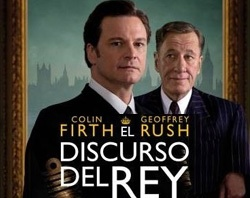 COLIN GEOFFREY
FIRTH EL RUSH
DISCURSO
DEL REY